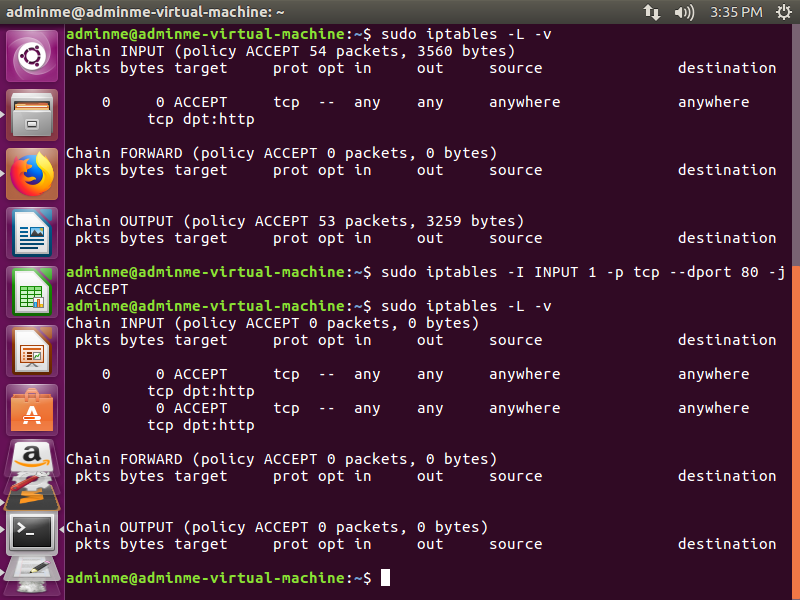 adminme@adminme-virtual-machine: ~ 3:35 PM
adminme@adminme-virtual-machine:~$ sudo iptables -L -v
Chain INPUT (policy ACCEPT 54 packets, 3560 bytes)
pkts bytes target prot opt in out source destination
0 0 ACCEPT tcp -- any any anywhere anywhere
tcp dpt:http
Chain FORWARD (policy ACCEPT 0 packets, 0 bytes)
pkts bytes target prot opt in out source destination
Chain OUTPUT (policy ACCEPT 53 packets, 3259 bytes)
pkts bytes target prot opt in out source destination
adminme@adminme-virtual-machine:~$ sudo iptables -I INPUT 1 -p tcp --dport 80 -j
ACCEPT
adminme@adminme-virtual-machine:~$ sudo iptables -L -v
Chain INPUT (policy ACCEPT 0 packets, 0 bytes)
pkts bytes target prot opt in out source destination
0 0 ACCEPT tcp -- any any anywhere anywhere
tcp dpt:http
0 0 ACCEPT tcp -- any any anywhere anywhere
tcp dpt:http
Chain FORWARD (policy ACCEPT 0 packets, 0 bytes)
pkts bytes target prot opt in out source destination
Chain OUTPUT (policy ACCEPT 0 packets, 0 bytes)
pkts bytes target prot opt in out source destination
adminme@adminme-virtual-machine:~$